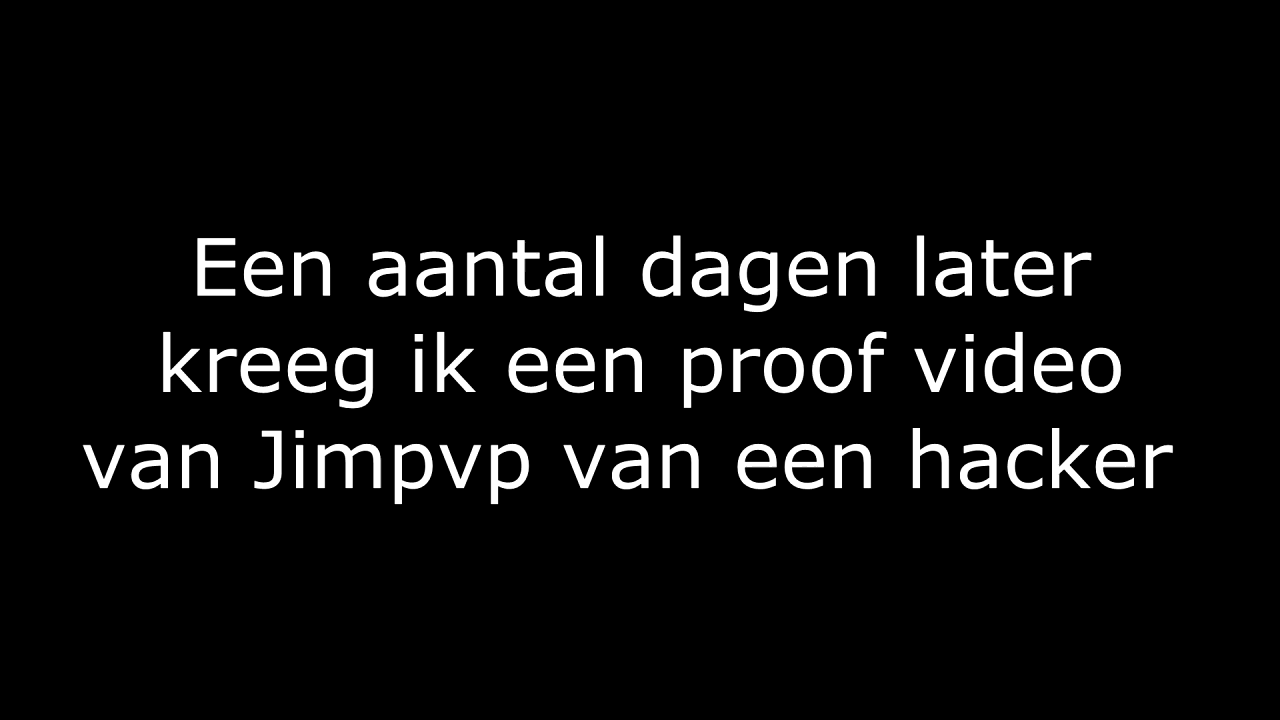 Een aantal dagen later
kreeg ik een proof video
van Jimpvp van een hacker